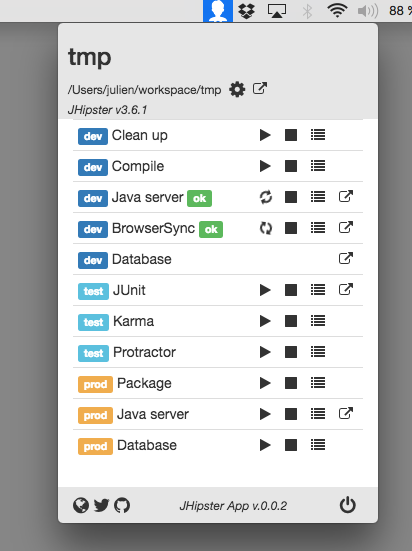 88 %
tmp
/Users/julien/workspace/tmp
JHipster v3.6.1
dev Clean up
dev Compile
dev Java server ok
dev BrowserSync ok
dev Database
test JUnit
test Karma
test Protractor
prod Package
prod Java server
prod Database
JHipster App v.0.0.2